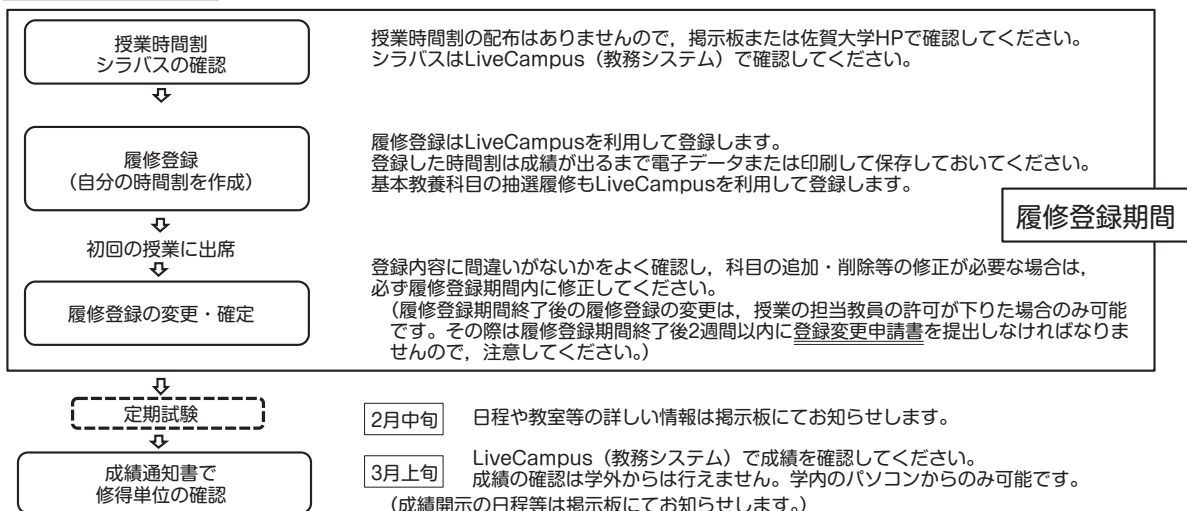 授業時間割
シラバスの確認
授業時間割の配布はありませんので，掲示板または佐賀大学HPで確認してください。
シラバスはLiveCampus（教務システム）で確認してください。
履修登録
（自分の時間割を作成）
履修登録はLiveCampusを利用して登録します。
登録した時間割は成績が出るまで電子データまたは印刷して保存しておいてください。
基本教養科目の抽選履修もLiveCampusを利用して登録します。
履修登録期間
初回の授業に出席
履修登録の変更・確定
登録内容に間違いがないかをよく確認し，科目の追加・削除等の修正が必要な場合は，
必ず履修登録期間内に修正してください。
（履修登録期間終了後の履修登録の変更は，授業の担当教員の許可が下りた場合のみ可能
です。その際は履修登録期間終了後2週間以内に登録変更申請書を提出しなければなりま
せんので，注意してください。）
定期試験
2月中旬
日程や教室等の詳しい情報は掲示板にてお知らせします。
成績通知書で
修得単位の確認
3月上旬
LiveCampus（教務システム）で成績を確認してください。
成績の確認は学外からは行えません。学内のパソコンからのみ可能です。
（成績開示の日程等は掲示板にてお知らせします。）